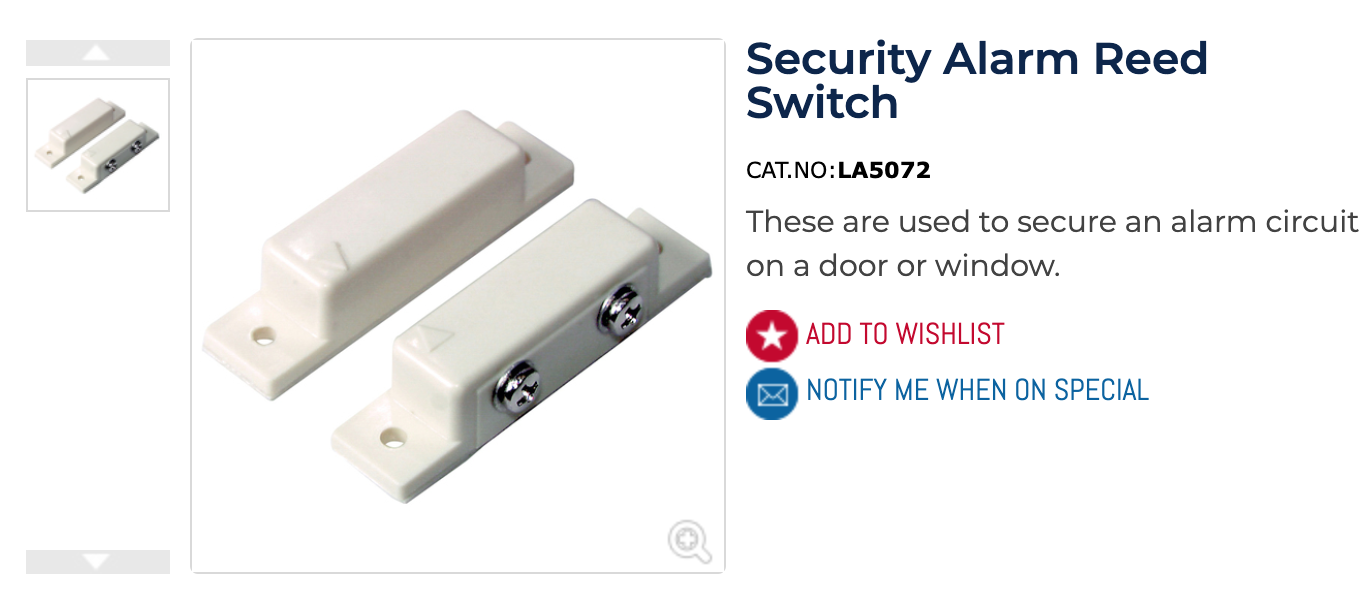 Security Alarm Reed
Switch
CAT.NO:LA5072
These are used to secure an alarm circuit
on a door or window.
ADD TO WISHLIST
NOTIFY ME WHEN ON SPECIAL